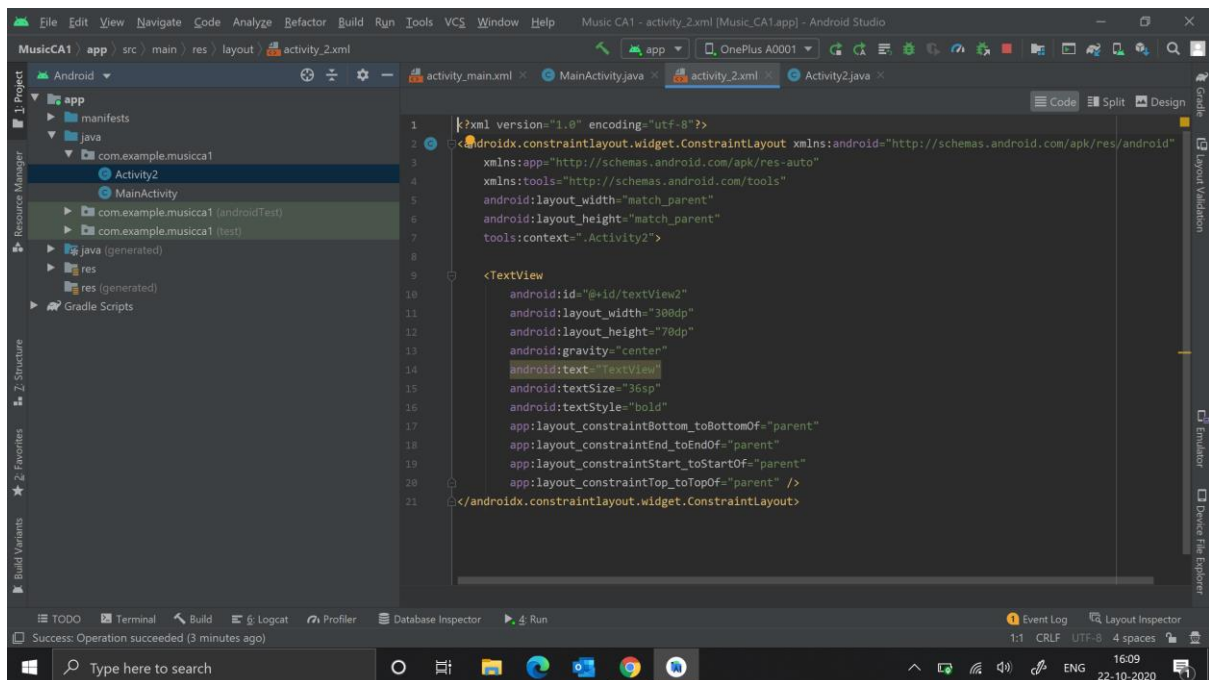 File Edit View Navigate Code Analyze Refactor Build Run Tools VCS Window Help Music CA1 - activity_2.xml [Music_CA1.app] - Android Studio
MusicCA1 app src main res layout activity_2.xml app OnePlus A0001
Android
activity_main.xml MainActivity.java activity_2.xml Activity2.java
Code Split Design
1: Project
Resource Manager
Z: Structure
2: Favorites
Build Variants
app
manifests
java
com.example.musicca1
Activity2
MainActivity
com.example.musicca1 (androidTest)
com.example.musicca1 (test)
java (generated)
res
res (generated)
Gradle Scripts
1 <?xml version="1.0" encoding="utf-8"?>
2 <androidx.constraintlayout.widget.ConstraintLayout xmlns:android="http://schemas.android.com/apk/res/android"
3 xmlns:app="http://schemas.android.com/apk/res-auto"
4 xmlns:tools="http://schemas.android.com/tools"
5 android:layout_width="match_parent"
6 android:layout_height="match_parent"
7 tools:context=".Activity2">
8
9 <TextView
10 android:id="@+id/textView2"
11 android:layout_width="300dp"
12 android:layout_height="70dp"
13 android:gravity="center"
14 android:text="TextView"
15 android:textSize="36sp"
16 android:textStyle="bold"
17 app:layout_constraintBottom_toBottomOf="parent"
18 app:layout_constraintEnd_toEndOf="parent"
19 app:layout_constraintStart_toStartOf="parent"
20 app:layout_constraintTop_toTopOf="parent" />
21 </androidx.constraintlayout.widget.ConstraintLayout>
Gradle
Layout Validation
Emulator
Device File Explorer
TODO Terminal Build 6: Logcat Profiler Database Inspector 4: Run 1 Event Log Layout Inspector
Success: Operation succeeded (3 minutes ago) 1:1 CRLF UTF-8 4 spaces
Type here to search ENG 16:09
22-10-2020